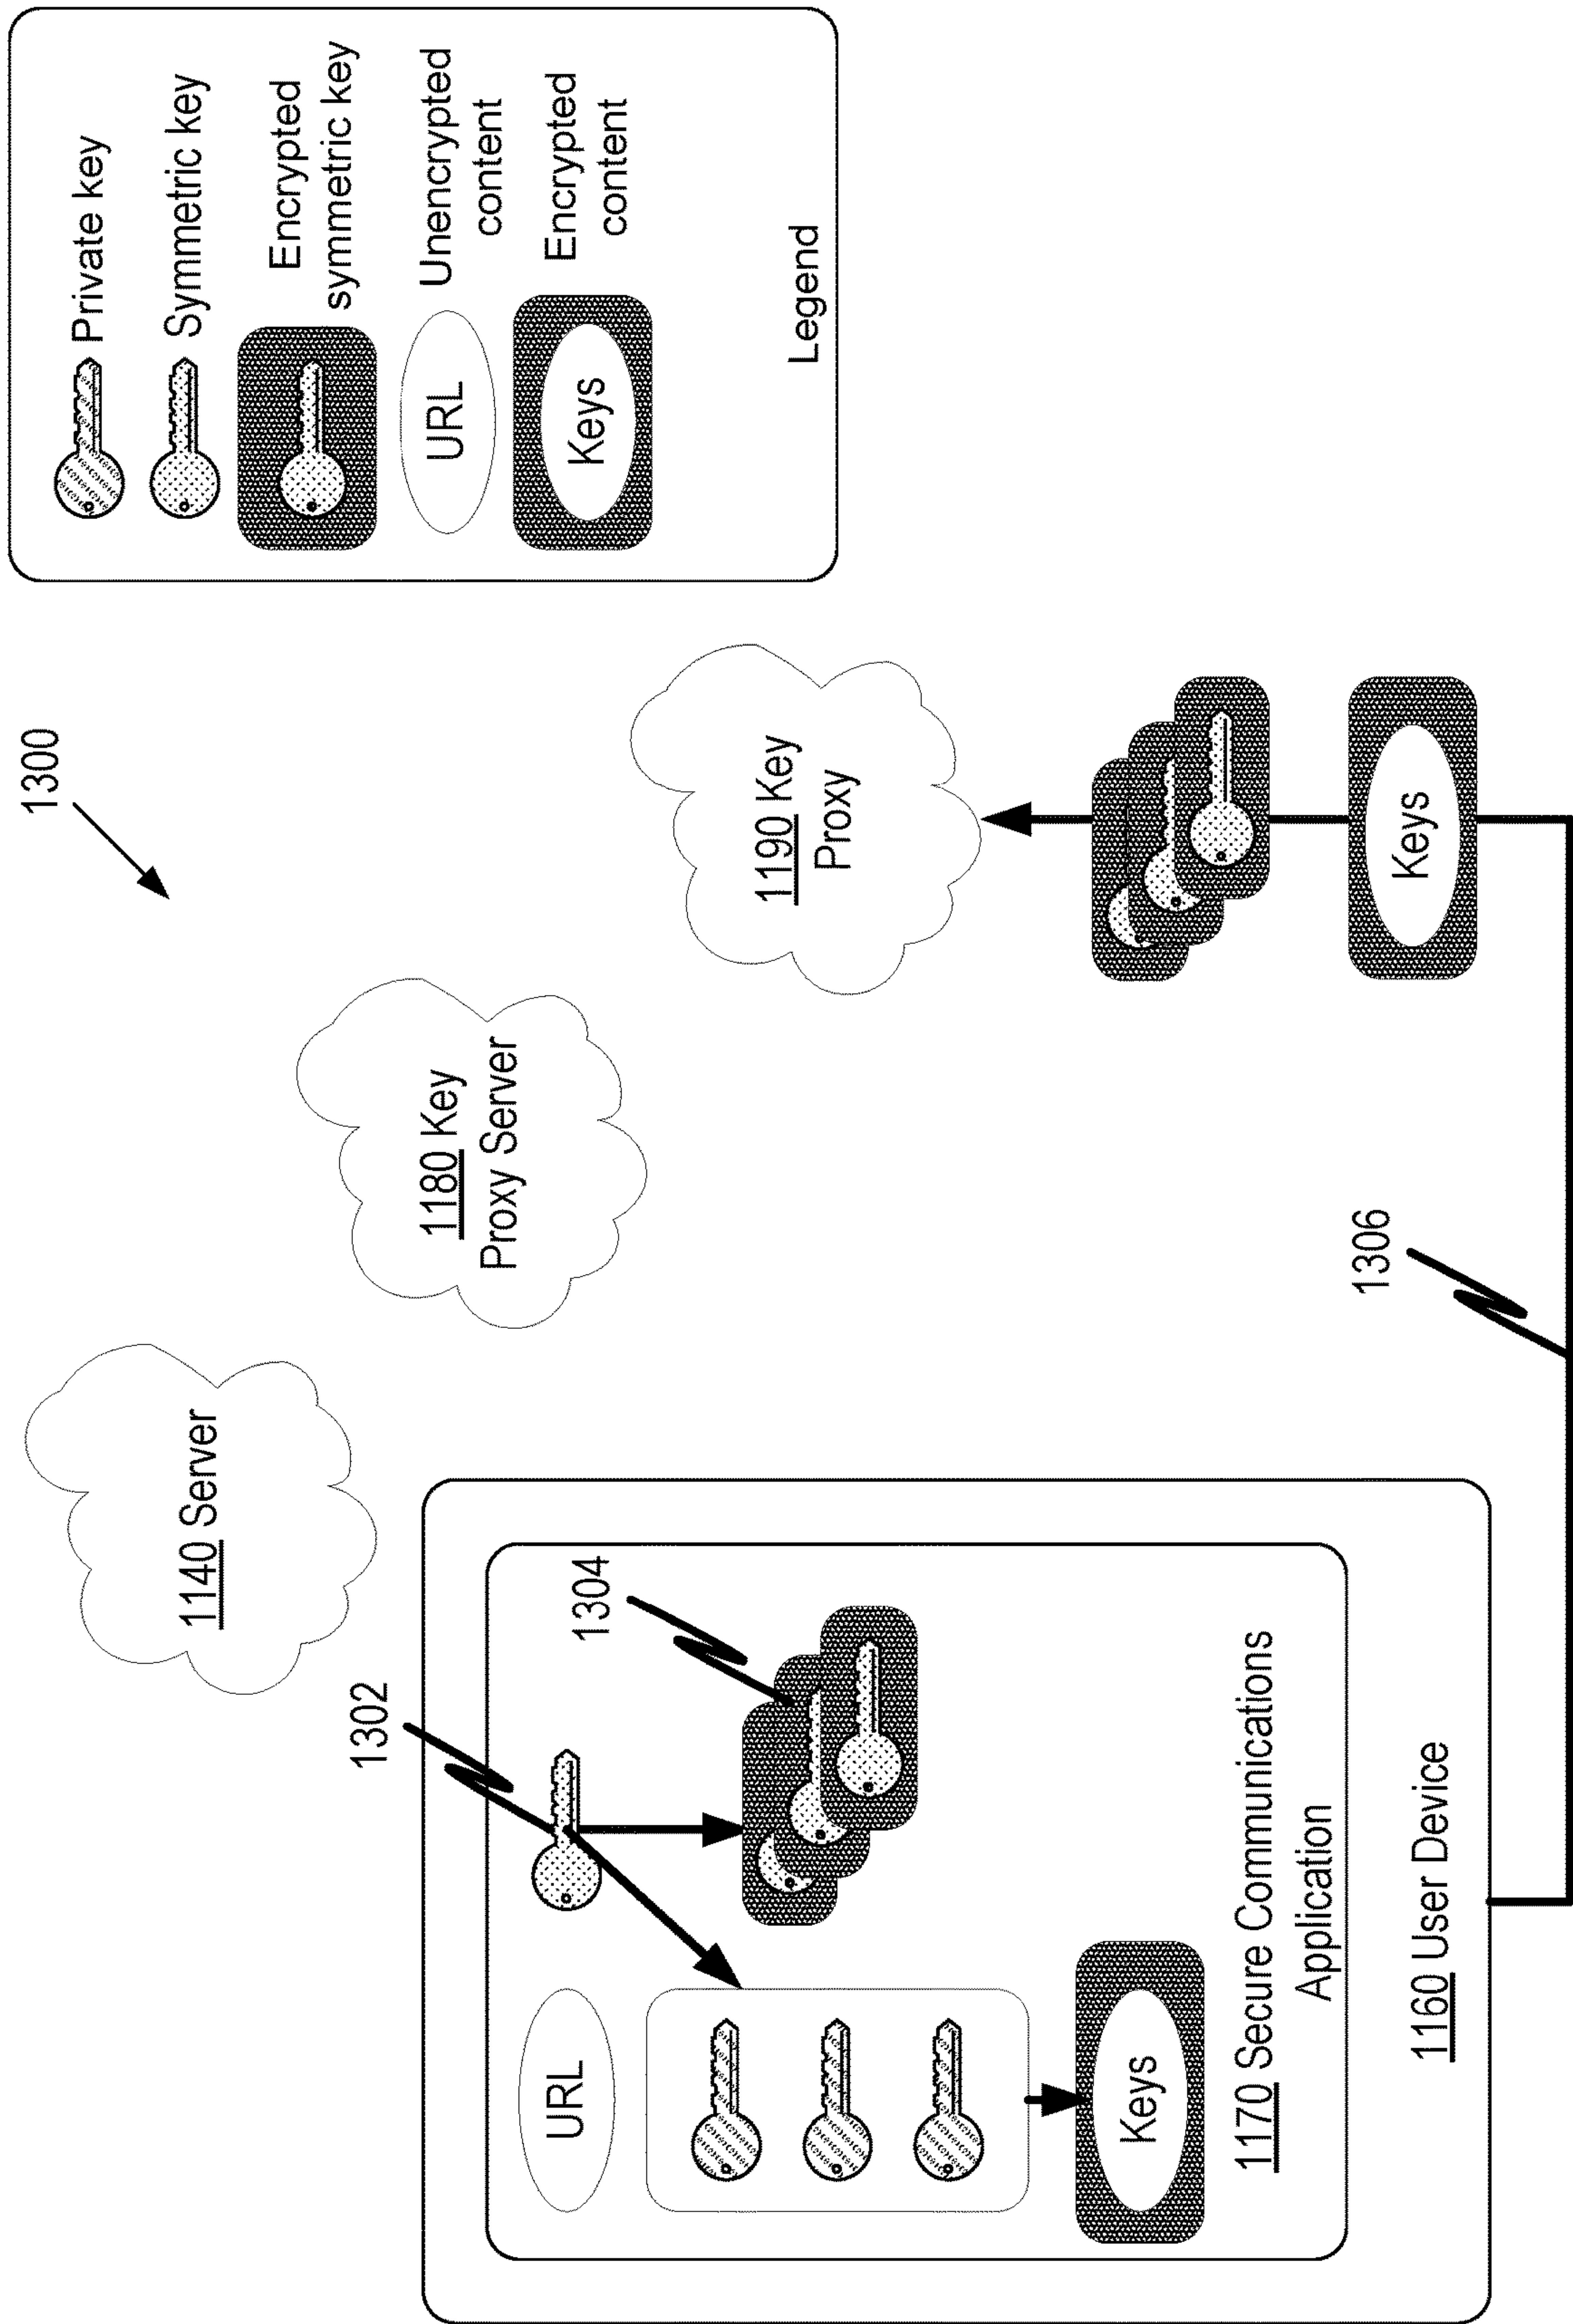 1300
1140 Server
1180 Key
Proxy Server
1190 Key
Proxy
1302
1304
URL
Keys
1170 Secure Communications
Application
1160 User Device
1306
Keys
Private key
Symmetric key
Encrypted
symmetric key
URL
Unencrypted
content
Keys
Encrypted
content
Legend